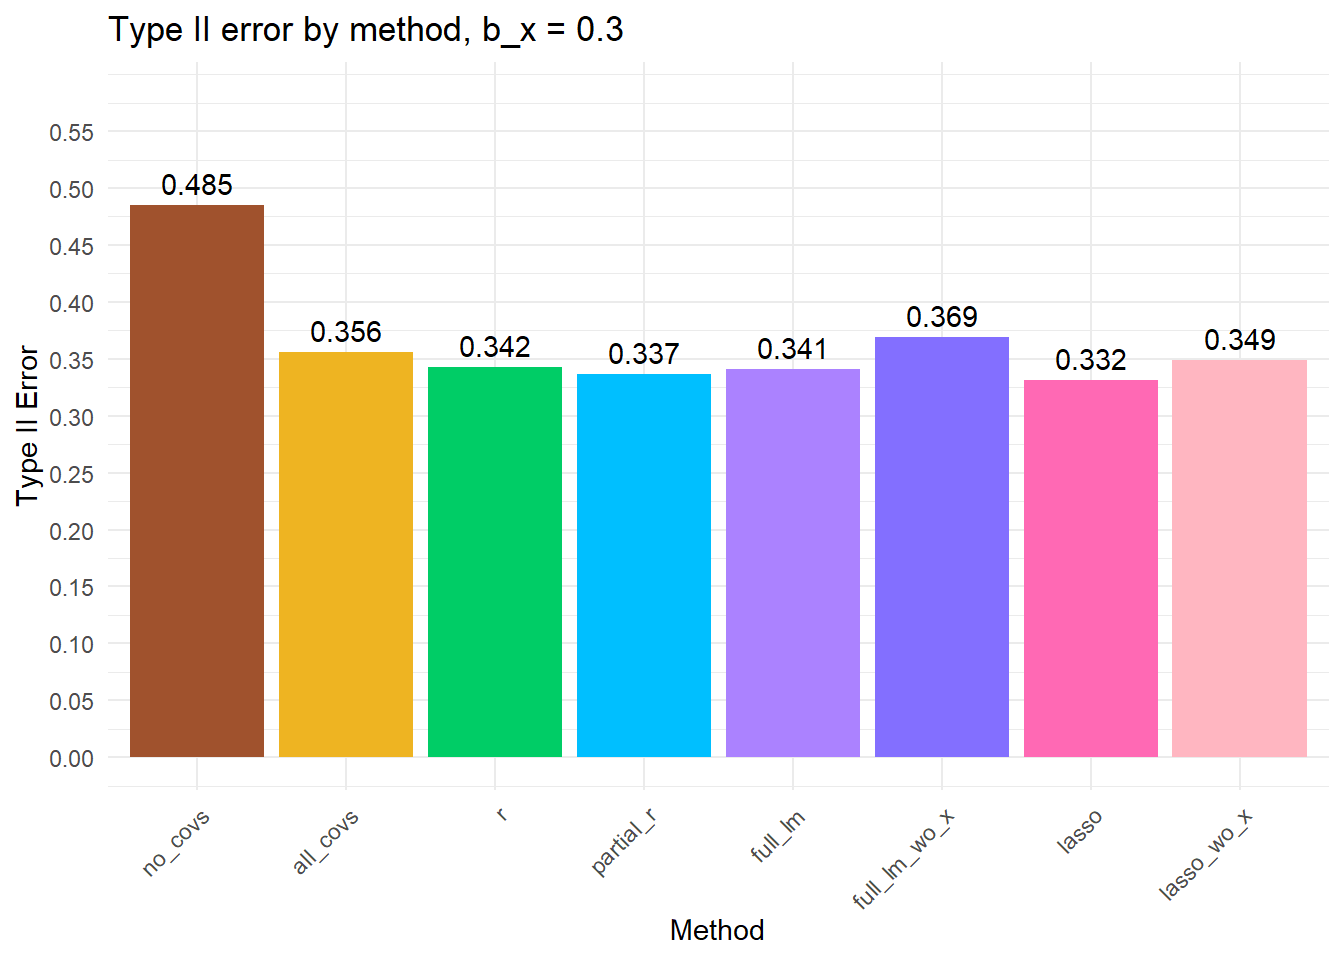 Type II error by method, b_x = 0.3
Type II Error
0.55
0.50
0.45
0.40
0.35
0.30
0.25
0.20
0.15
0.10
0.05
0.00
0.485
0.356
0.342
0.337
0.341
0.369
0.332
0.349
no_covs
all_covs
r
partial_r
full_lm
full_lm_wo_x
lasso
lasso_wo_x
Method